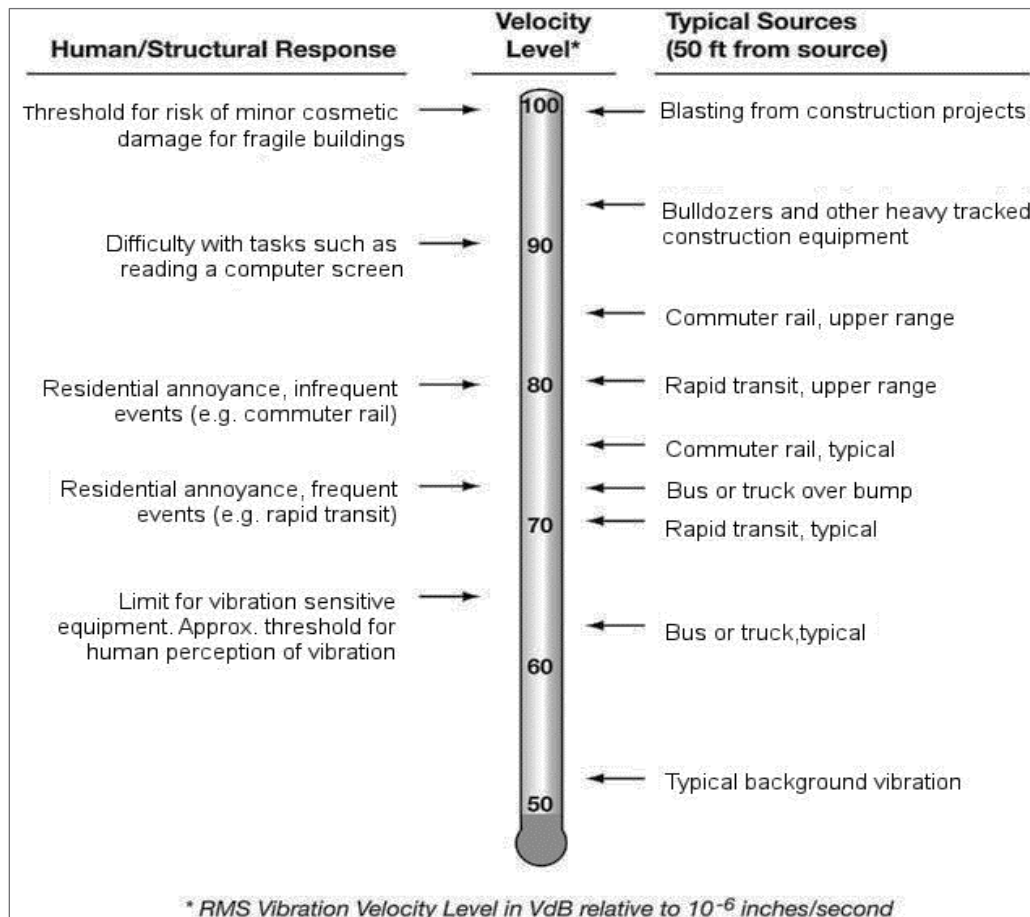 Human/Structural Response
Velocity
Level*
Typical Sources
(50 ft from source)
Threshold for risk of minor cosmetic
damage for fragile buildings
Difficulty with tasks such as
reading a computer screen
Residential annoyance, infrequent
events (e.g. commuter rail)
Residential annoyance, frequent
events (e.g. rapid transit)
Limit for vibration sensitive
equipment. Approx. threshold for
human perception of vibration
100
90
80
70
60
50
Blasting from construction projects
Bulldozers and other heavy tracked
construction equipment
Commuter rail, upper range
Rapid transit, upper range
Commuter rail, typical
Bus or truck over bump
Rapid transit, typical
Bus or truck,typical
Typical background vibration
* RMS Vibration Velocity Level in VdB relative to 10⁻⁶ inches/second